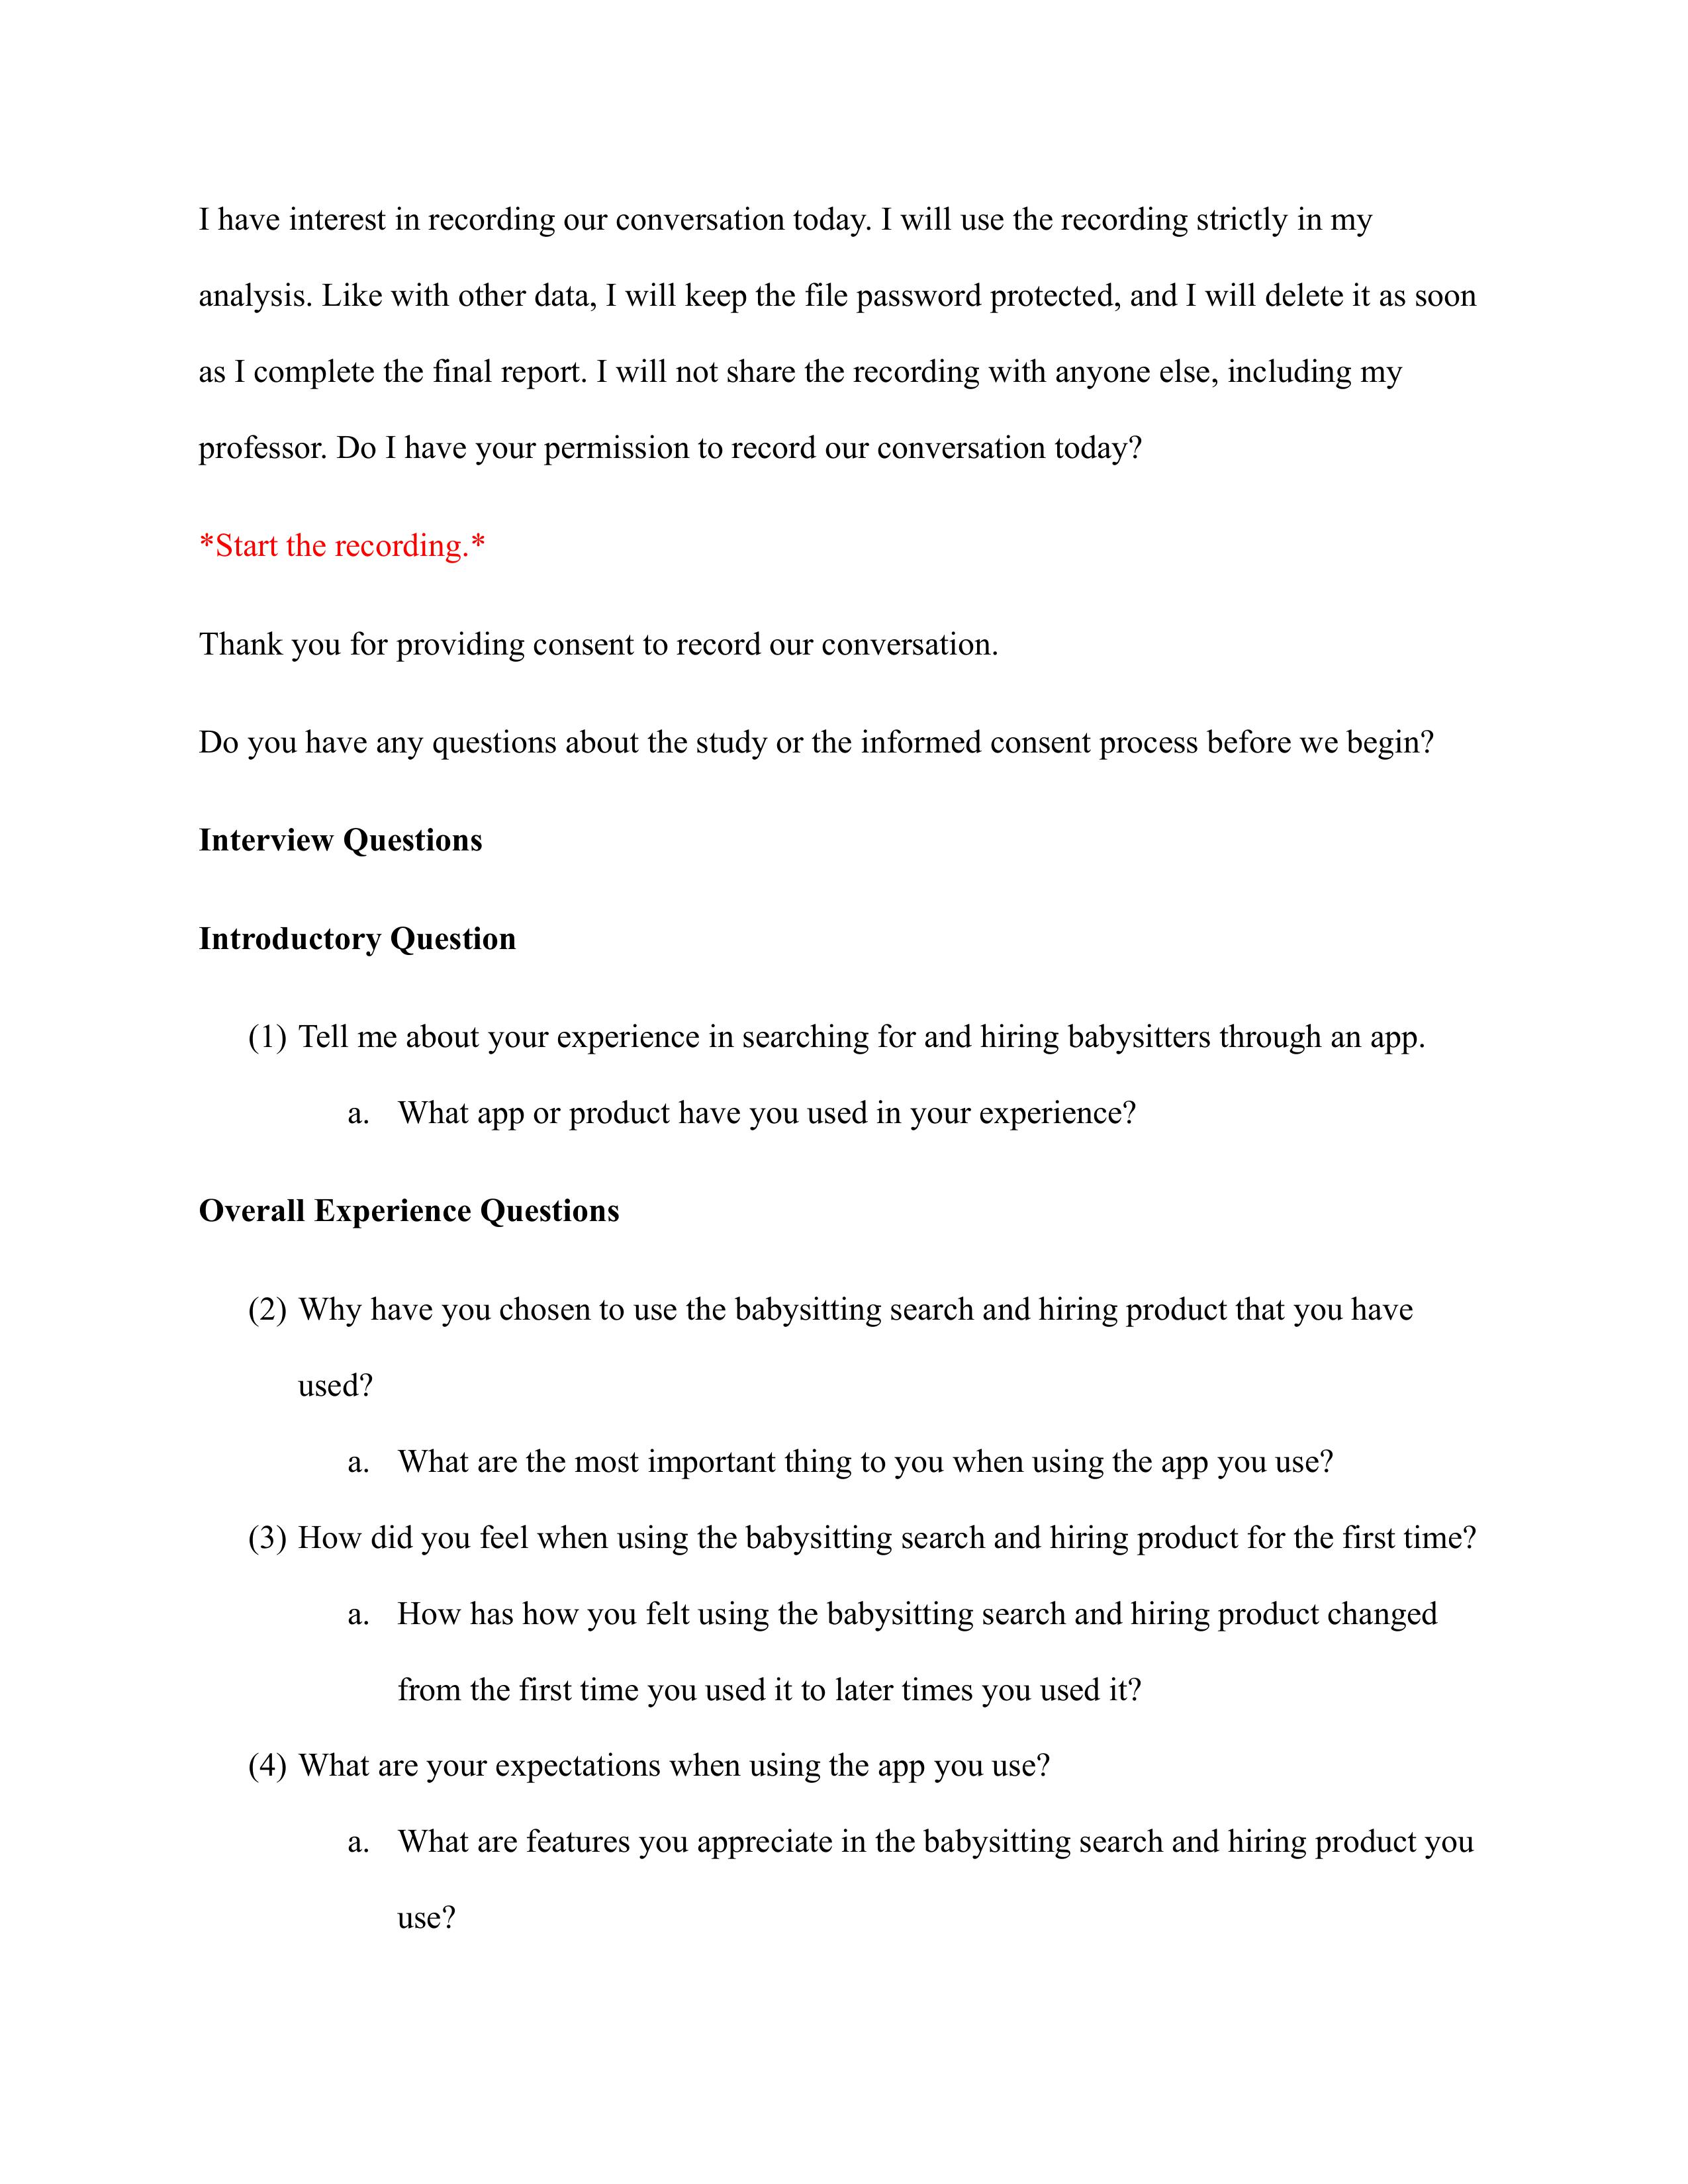 I have interest in recording our conversation today. I will use the recording strictly in my
analysis. Like with other data, I will keep the file password protected, and I will delete it as soon
as I complete the final report. I will not share the recording with anyone else, including my
professor. Do I have your permission to record our conversation today?
*Start the recording.*
Thank you for providing consent to record our conversation.
Do you have any questions about the study or the informed consent process before we begin?
Interview Questions
Introductory Question
(1) Tell me about your experience in searching for and hiring babysitters through an app.
a. What app or product have you used in your experience?
Overall Experience Questions
(2) Why have you chosen to use the babysitting search and hiring product that you have
used?
a. What are the most important thing to you when using the app you use?
(3) How did you feel when using the babysitting search and hiring product for the first time?
a. How has how you felt using the babysitting search and hiring product changed
from the first time you used it to later times you used it?
(4) What are your expectations when using the app you use?
a. What are features you appreciate in the babysitting search and hiring product you
use?